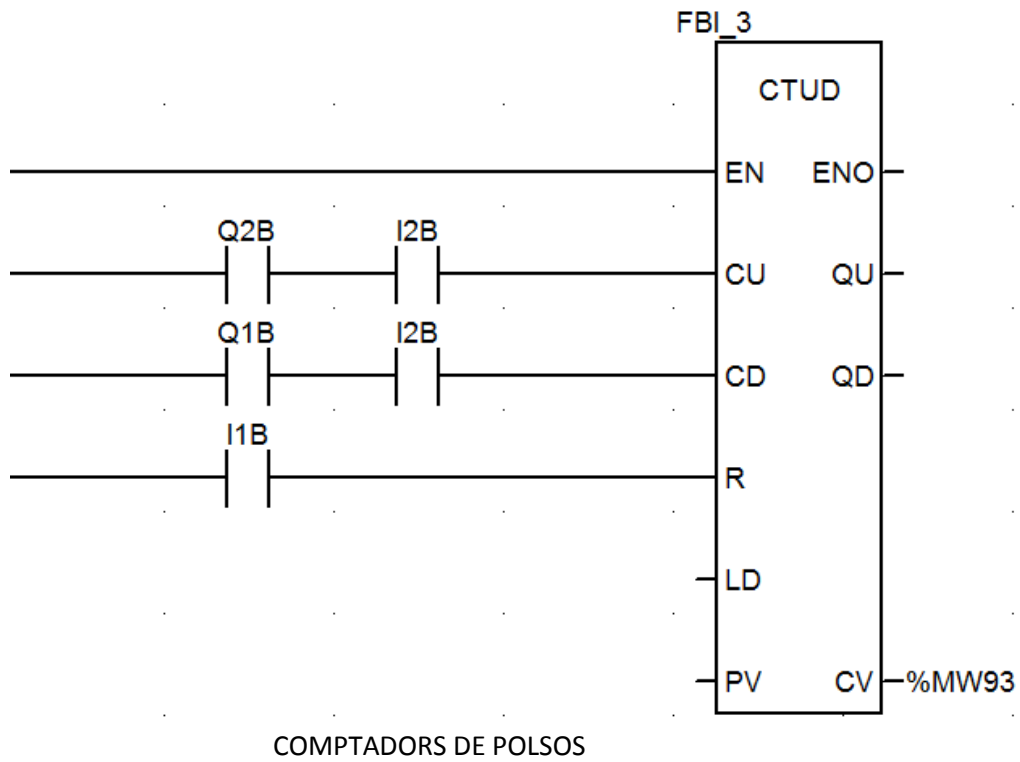 FBI_3
CTUD
EN ENO
Q2B I2B
CU QU
Q1B I2B
CD QD
I1B
R
LD
PV CV %MW93
COMPTADORS DE POLSOS